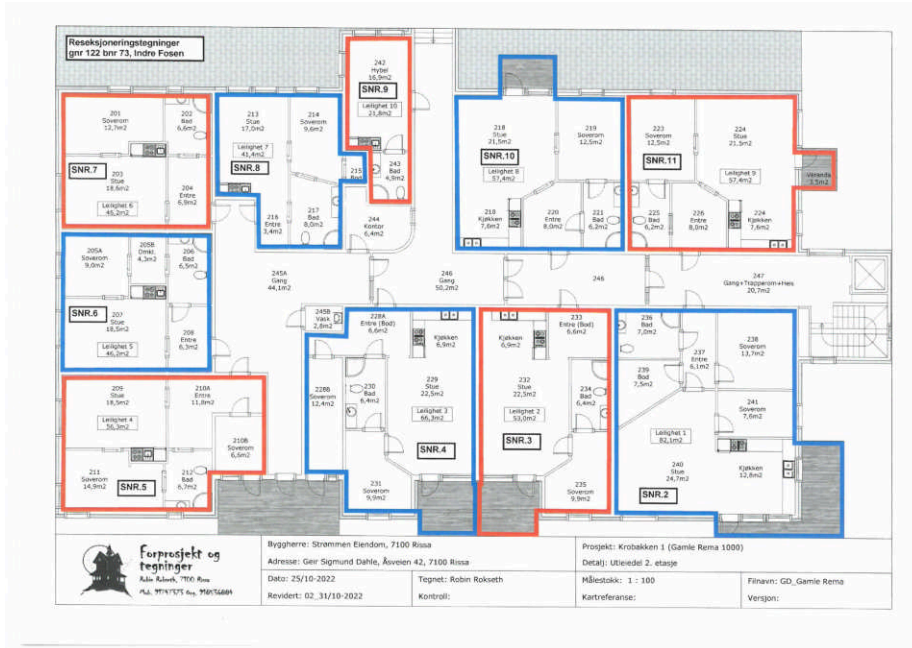 Reseksjoneringstegninger
gnr 122 bnr 73, Indre Fosen
242
Hybel
16,9m2
SNR.9
Leilighet 10
21,8m2
243
Bad
4,9m2
201
Soverom
12,7m2
202
Bad
6,6m2
SNR.7
203
Stue
18,6m2
204
Entre
6,9m2
Leilighet 6
46,2m2
213
Stue
17,0m2
214
Soverom
9,6m2
Leilighet 7
41,4m2
SNR.8
215
Bod
216
Entre
3,4m2
217
Bad
8,0m2
244
Kontor
6,4m2
218
Stue
21,5m2
219
Soverom
12,5m2
SNR.10
Leilighet 8
57,4m2
218
Kjøkken
7,6m2
220
Entre
8,0m2
221
Bad
6,2m2
223
Soverom
12,5m2
224
Stue
21,5m2
SNR.11
Leilighet 9
57,4m2
Veranda
3,5m2
225
Bad
6,2m2
226
Entre
8,0m2
224
Kjøkken
7,6m2
205A
Soverom
9,0m2
205B
Omkl.
4,3m2
206
Bad
6,5m2
SNR.6
207
Stue
18,5m2
208
Entre
6,3m2
Leilighet 5
46,2m2
245A
Gang
44,1m2
246
Gang
50,2m2
246
247
Gang+Trapperom+Heis
20,7m2
245B
Vask
2,8m2
228A
Entre (Bod)
6,6m2
Kjøkken
6,9m2
228B
Soverom
12,4m2
230
Bad
6,4m2
229
Stue
22,5m2
Leilighet 3
66,3m2
SNR.4
231
Soverom
9,9m2
233
Entre (Bod)
6,6m2
Kjøkken
6,9m2
232
Stue
22,5m2
234
Bad
6,4m2
Leilighet 2
53,0m2
SNR.3
235
Soverom
9,9m2
236
Bad
7,0m2
237
Entre
6,1m2
238
Soverom
13,7m2
239
Bod
7,5m2
241
Soverom
7,6m2
Leilighet 1
82,1m2
240
Stue
24,7m2
Kjøkken
12,8m2
SNR.2
209
Stue
18,5m2
210A
Entre
11,8m2
Leilighet 4
56,3m2
210B
Soverom
6,6m2
211
Soverom
14,9m2
SNR.5
212
Bad
6,7m2
Forprosjekt og
tegninger
Robin Rokseth, 7100 Rissa
Byggherre: Strømmen Eiendom, 7100 Rissa
Adresse: Geir Sigmund Dahle, Åsveien 42, 7100 Rissa
Dato: 25/10-2022
Tegnet: Robin Rokseth
Revidert: 02_31/10-2022
Kontroll:
Prosjekt: Krobakken 1 (Gamle Rema 1000)
Detalj: Utleiedel 2. etasje
Målestokk: 1 : 100
Filnavn: GD_Gamle Rema
Kartreferanse:
Versjon: